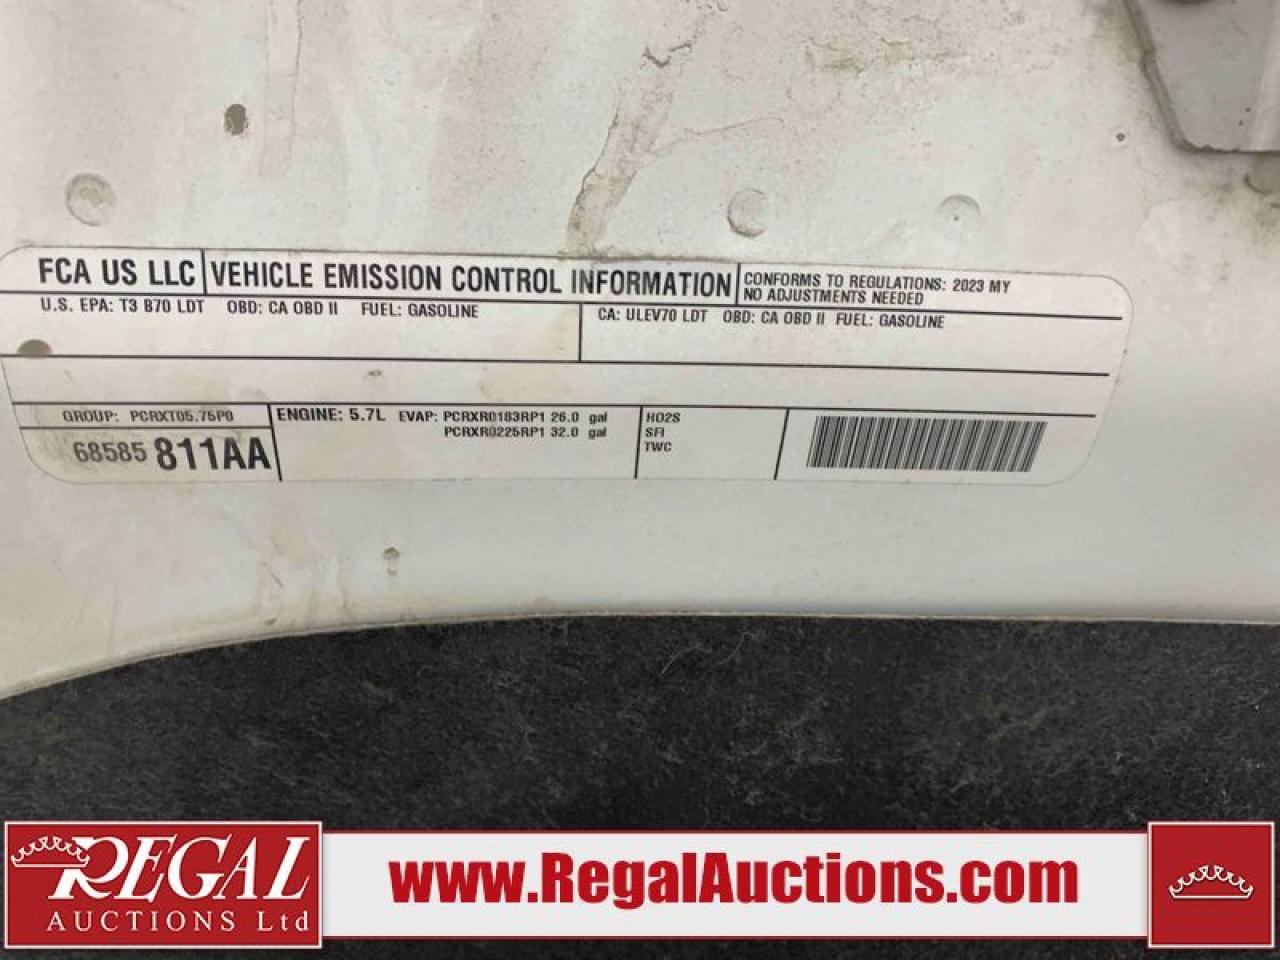 FCA US LLC VEHICLE EMISSION CONTROL INFORMATION CONFORMS TO REGULATIONS: 2023 MY
NO ADJUSTMENTS NEEDED
U.S. EPA: T3 B70 LDT OBD: CA OBD II FUEL: GASOLINE CA: ULEV70 LDT OBD: CA OBD II FUEL: GASOLINE
GROUP: PCRXT05.75P0 ENGINE: 5.7L EVAP: PCRXR0183RP1 26.0 gal HO2S
PCRXR0225RP1 32.0 gal SFI
68585 811AA TWC
REGAL
AUCTIONS Ltd
www.RegalAuctions.com